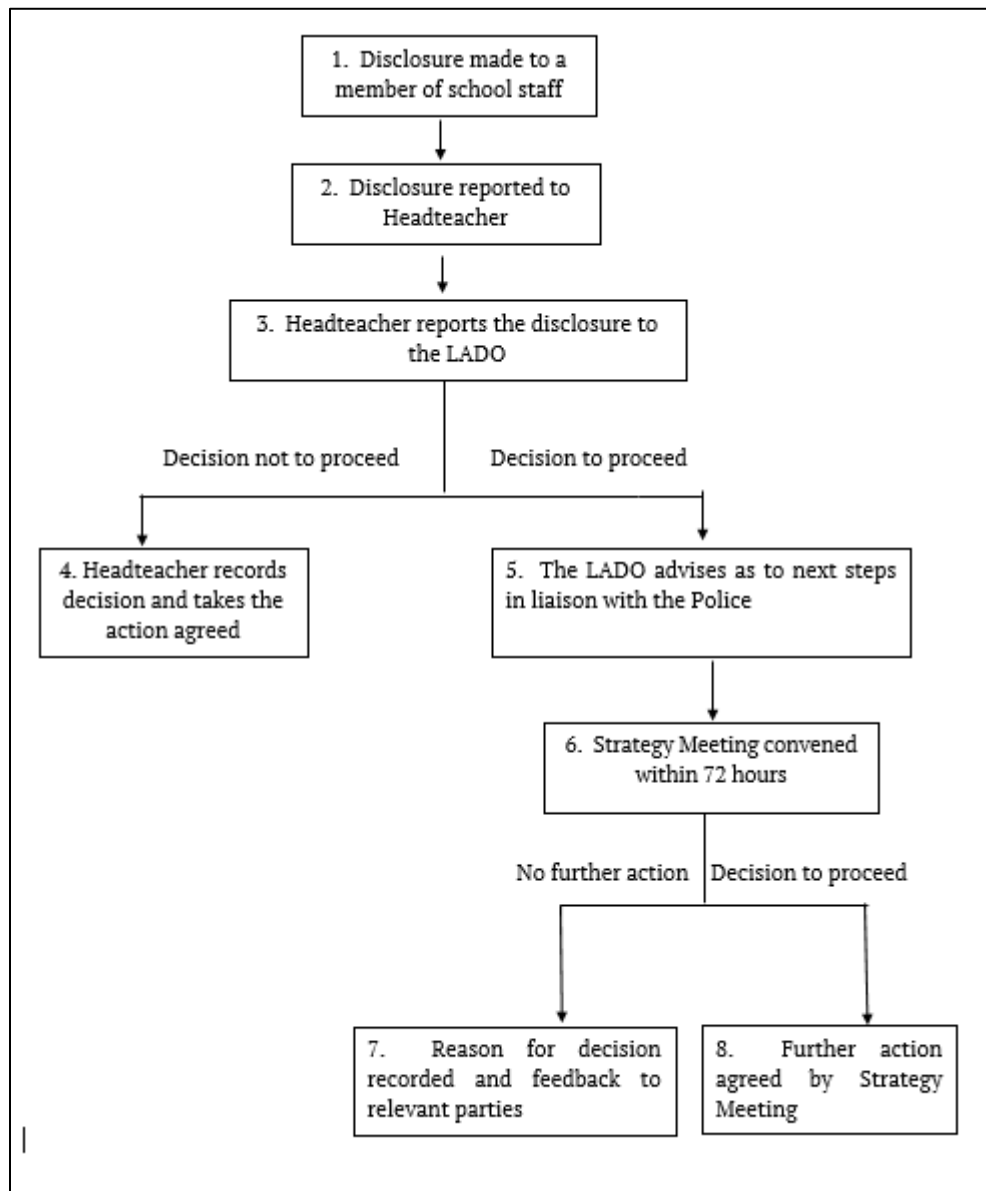 1. Disclosure made to a
member of school staff
2. Disclosure reported to
Headteacher
3. Headteacher reports the disclosure to
the LADO
Decision not to proceed
Decision to proceed
4. Headteacher records
decision and takes the
action agreed
5. The LADO advises as to next steps
in liaison with the Police
6. Strategy Meeting convened
within 72 hours
No further action
Decision to proceed
7. Reason for decision
recorded and feedback to
relevant parties
8. Further action
agreed by Strategy
Meeting